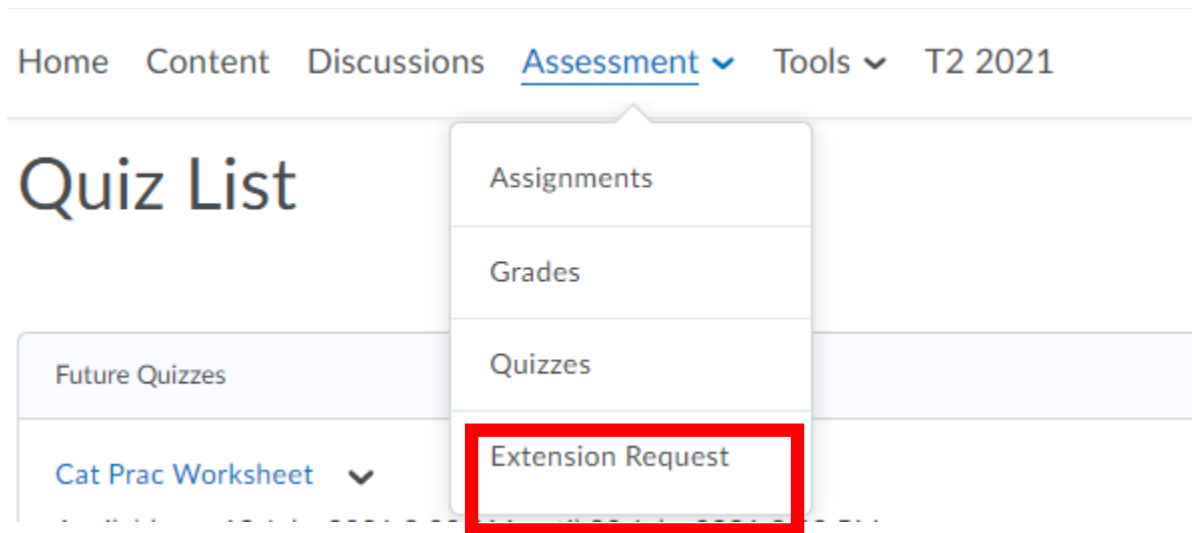 Home Content Discussions Assessment Tools T2 2021
Quiz List
Assignments
Grades
Quizzes
Extension Request
Future Quizzes
Cat Prac Worksheet